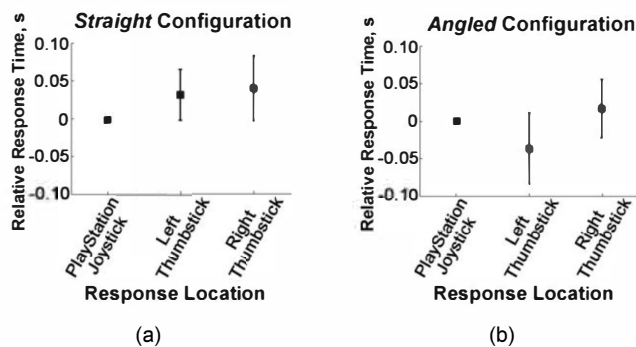 Straight Configuration
Relative Response Time, s
0.10
0.05
0
-0.05
-0.10
PlayStation
Joystick
Left
Thumbstick
Right
Thumbstick
Response Location
(a)
Angled Configuration
Relative Response Time, s
0.10
0.05
0
-0.05
-0.10
PlayStation
Joystick
Left
Thumbstick
Right
Thumbstick
Response Location
(b)